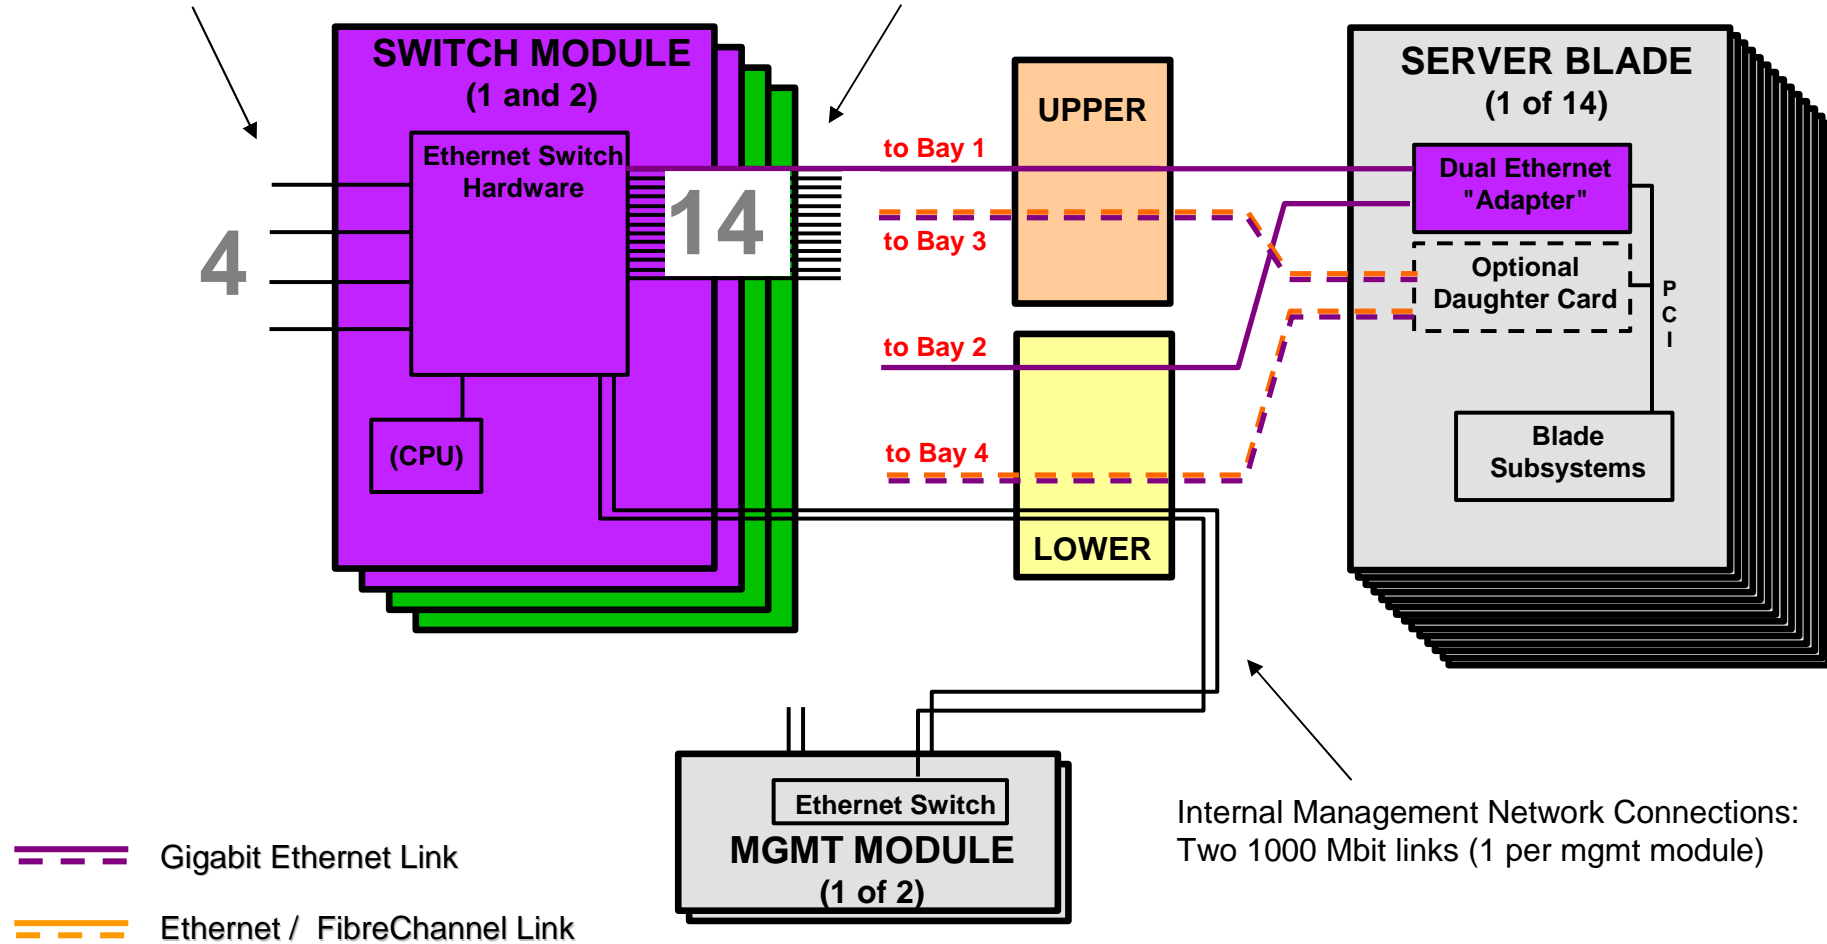 SWITCH MODULE
(1 and 2)
Ethernet Switch
Hardware
4
14
(CPU)
UPPER
to Bay 1
to Bay 3
to Bay 2
to Bay 4
LOWER
SERVER BLADE
(1 of 14)
Dual Ethernet
"Adapter"
Optional
Daughter Card
P
C
I
Blade
Subsystems
Ethernet Switch
MGMT MODULE
(1 of 2)
Internal Management Network Connections:
Two 1000 Mbit links (1 per mgmt module)
Gigabit Ethernet Link
Ethernet / FibreChannel Link